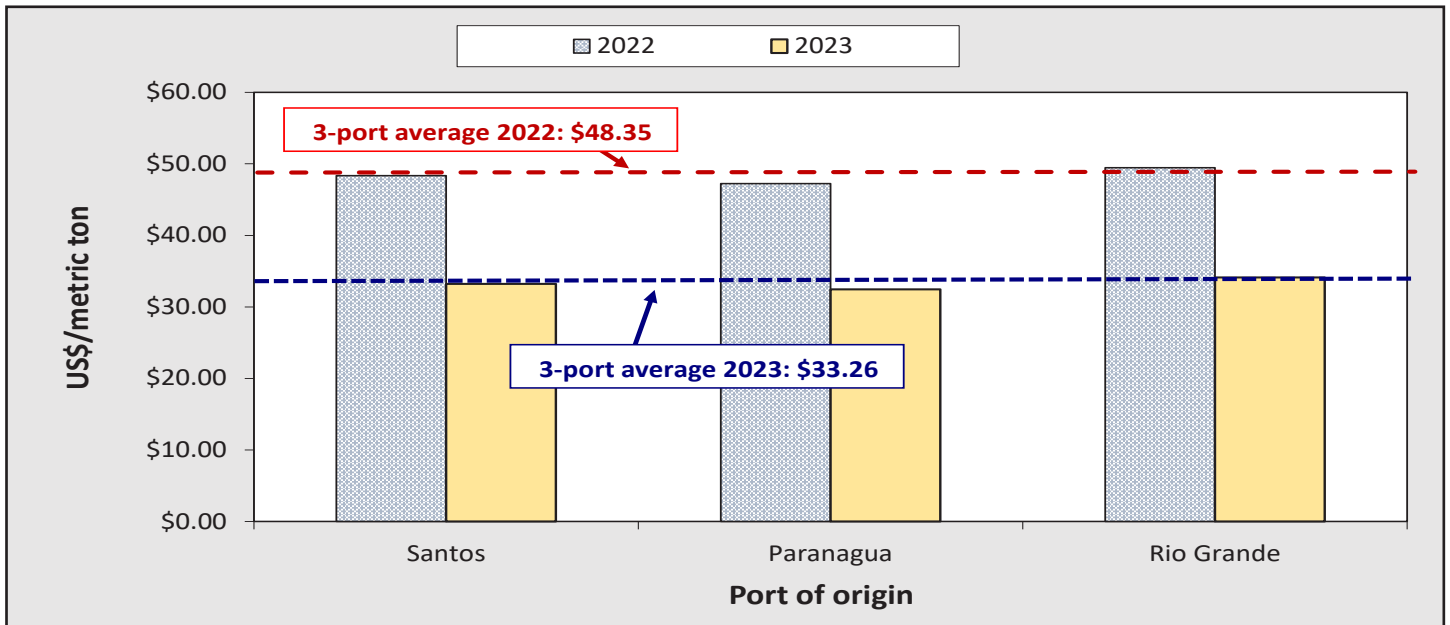 2022 2023
$60.00
$50.00
$40.00
$30.00
$20.00
$10.00
$0.00
US$/metric ton
3-port average 2022: $48.35
3-port average 2023: $33.26
Santos Paranagua Rio Grande
Port of origin